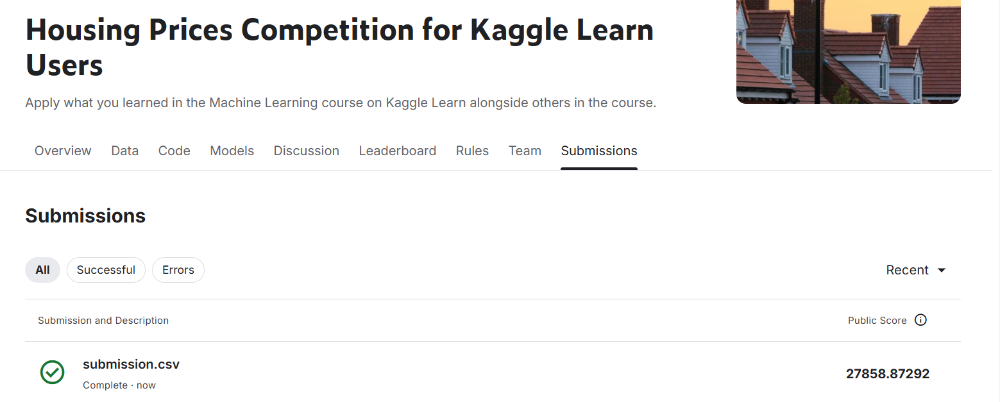 Housing Prices Competition for Kaggle Learn
Users
Apply what you learned in the Machine Learning course on Kaggle Learn alongside others in the course.
Overview Data Code Models Discussion Leaderboard Rules Team Submissions
Submissions
All Successful Errors Recent
Submission and Description Public Score
submission.csv
Complete · now
27858.87292